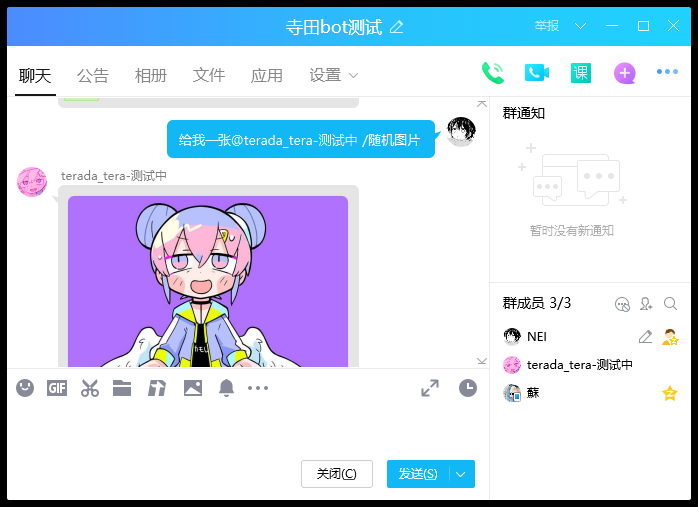 寺田bot测试
举报
聊天 公告 相册 文件 应用 设置
课
群通知
给我一张@terada_tera-测试中 /随机图片
terada_tera-测试中
暂时没有新通知
群成员 3/3
NEI
terada_tera-测试中
蘇
GIF
关闭(C)
发送(S)